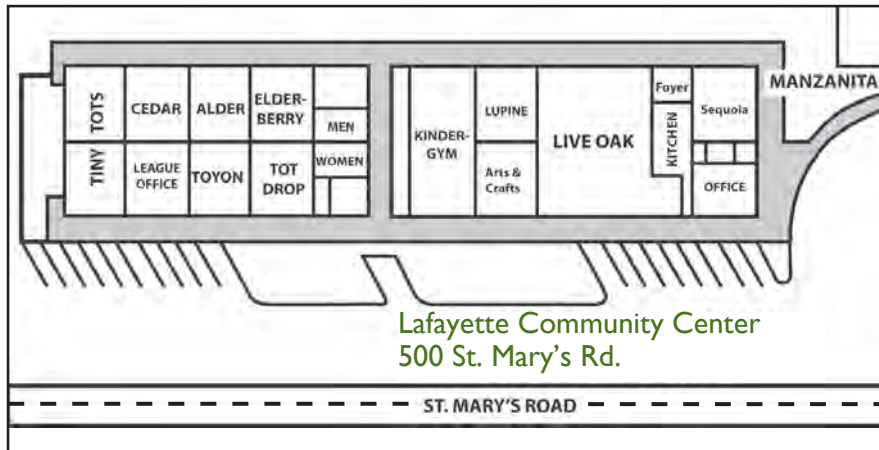 TINY TOTS
CEDAR
ALDER
ELDER-
BERRY
MEN
LEAGUE
OFFICE
TOYON
TOT
DROP
WOMEN
KINDER-
GYM
LUPINE
Arts &
Crafts
LIVE OAK
Foyer
KITCHEN
Sequoia
OFFICE
MANZANITA
Lafayette Community Center
500 St. Mary's Rd.
ST. MARY'S ROAD